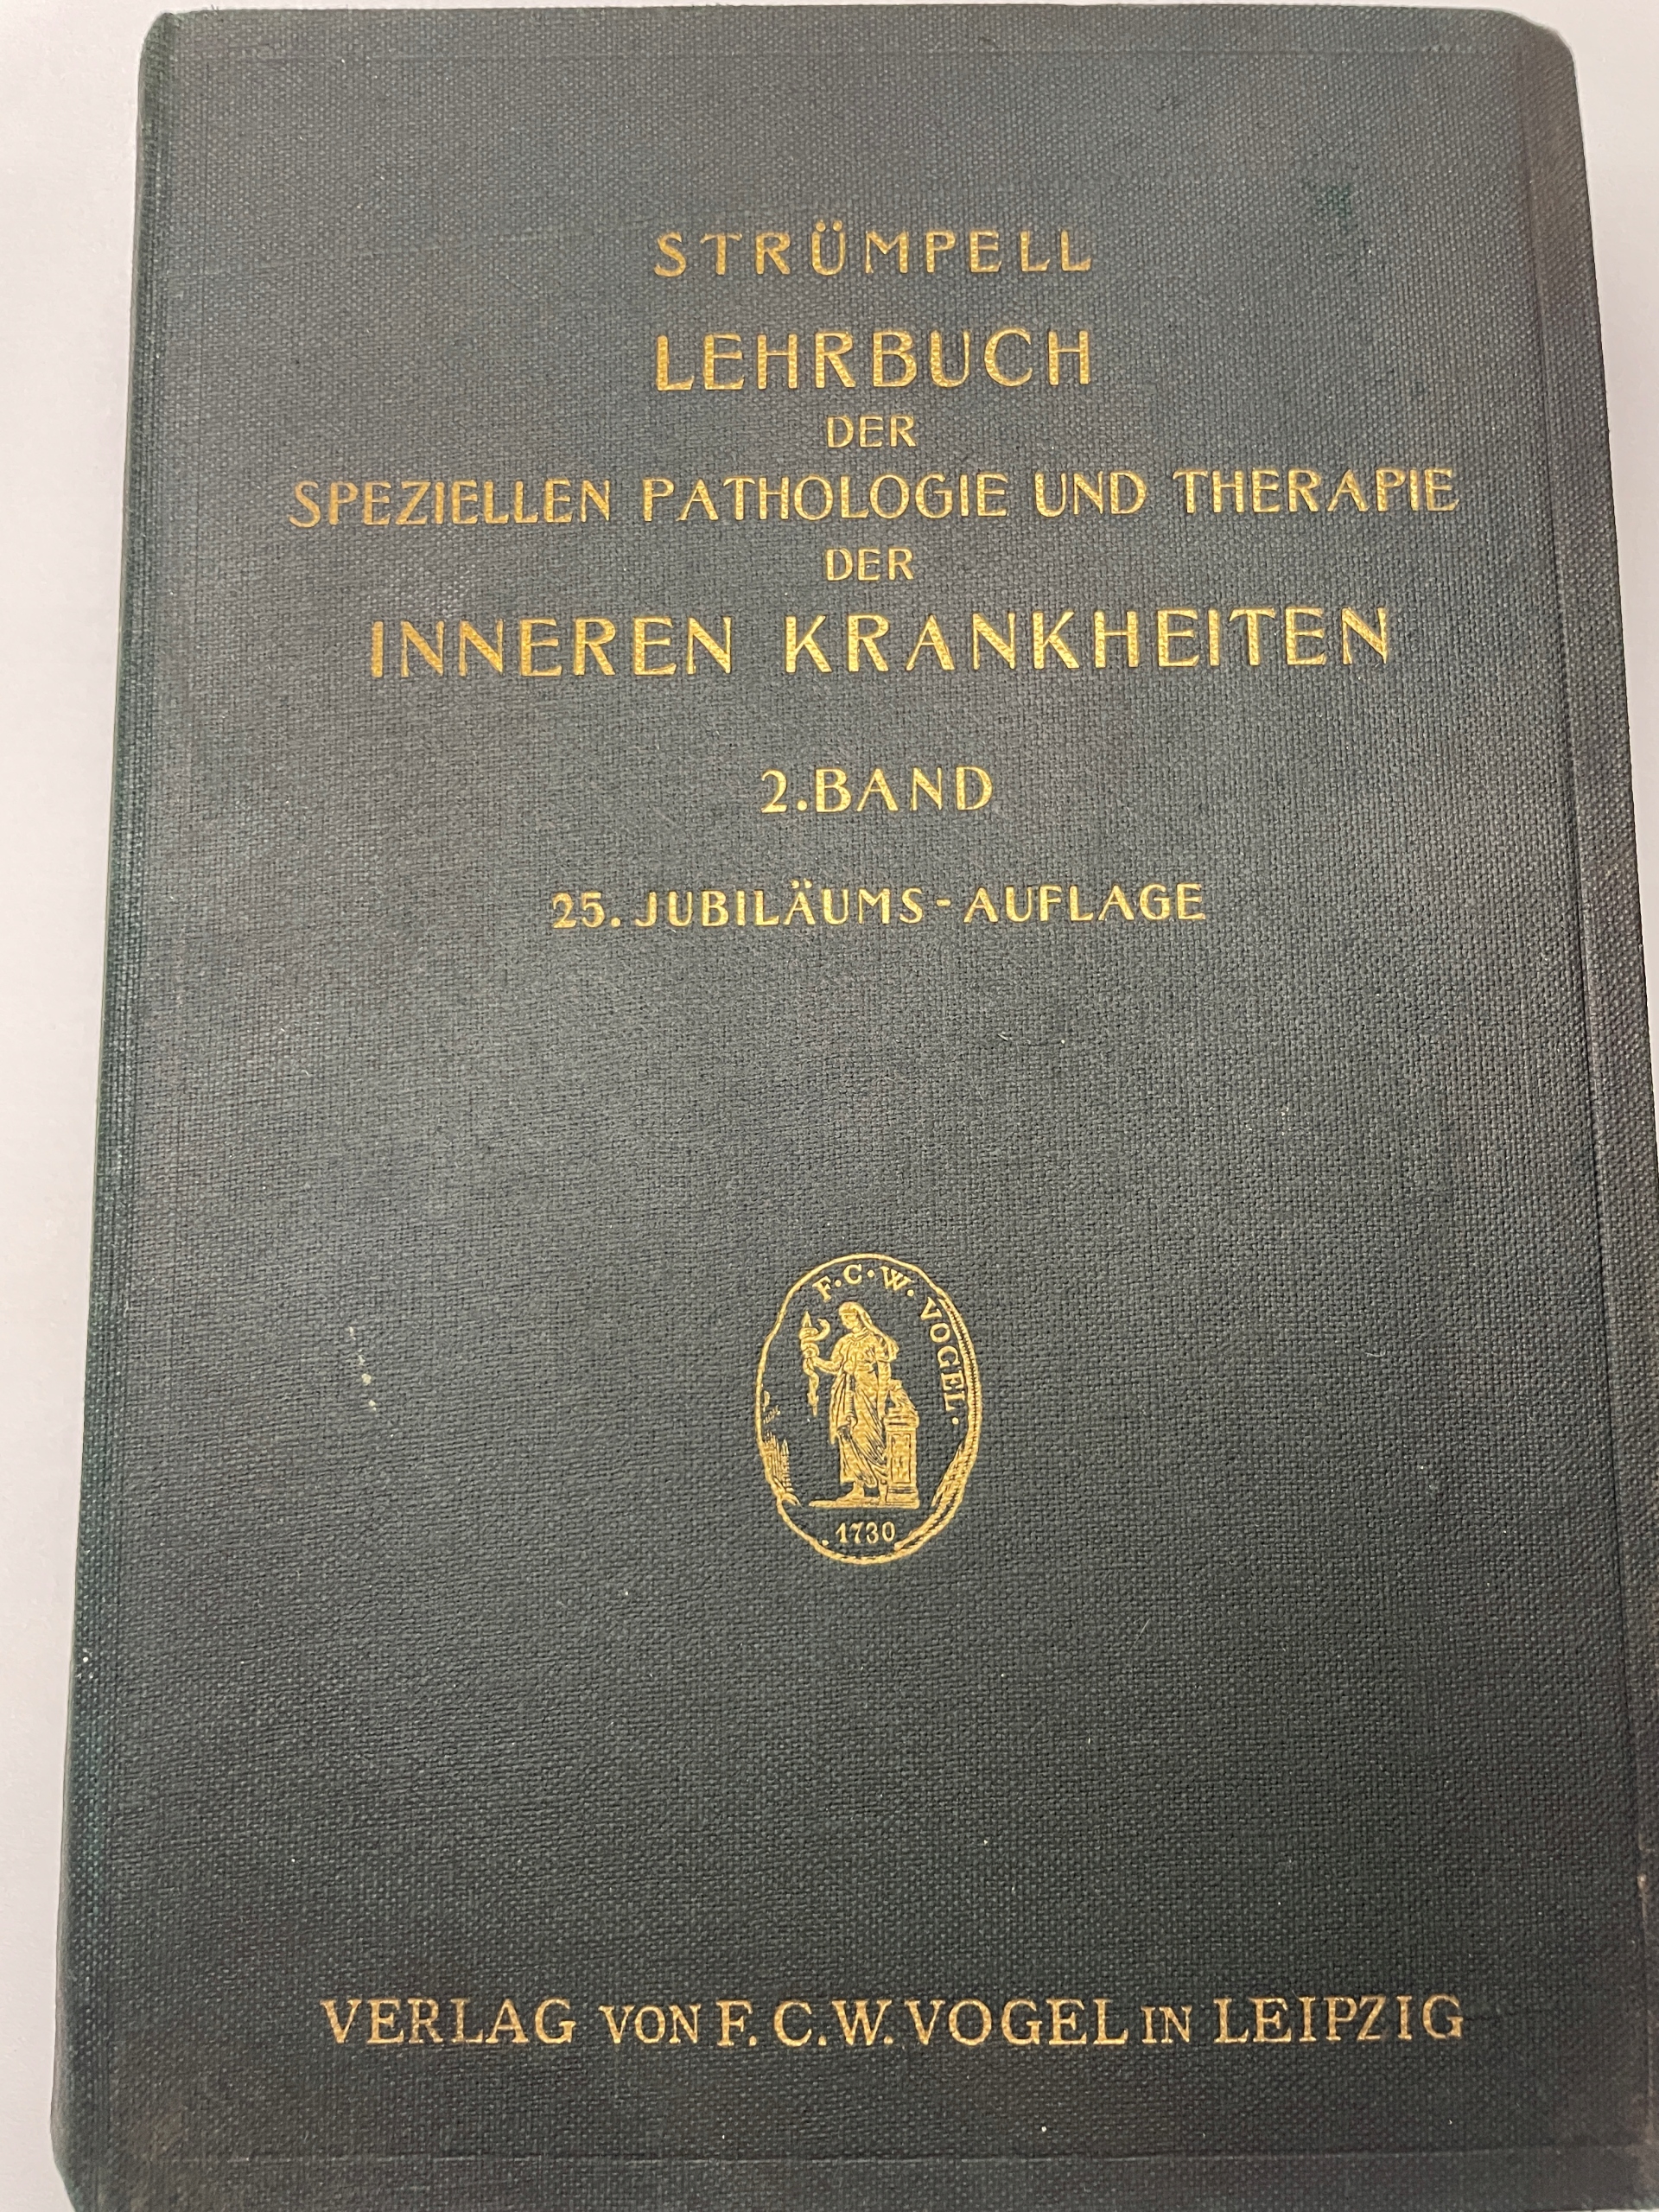 STRÜMPELL
LEHRBUCH
DER
SPEZIELLEN PATHOLOGIE UND THERAPIE
DER
INNEREN KRANKHEITEN
2. BAND
25. JUBILÄUMS-AUFLAGE
F. C. W. VOGEL.
. 1730
VERLAG VON F. C. W. VOGEL IN LEIPZIG